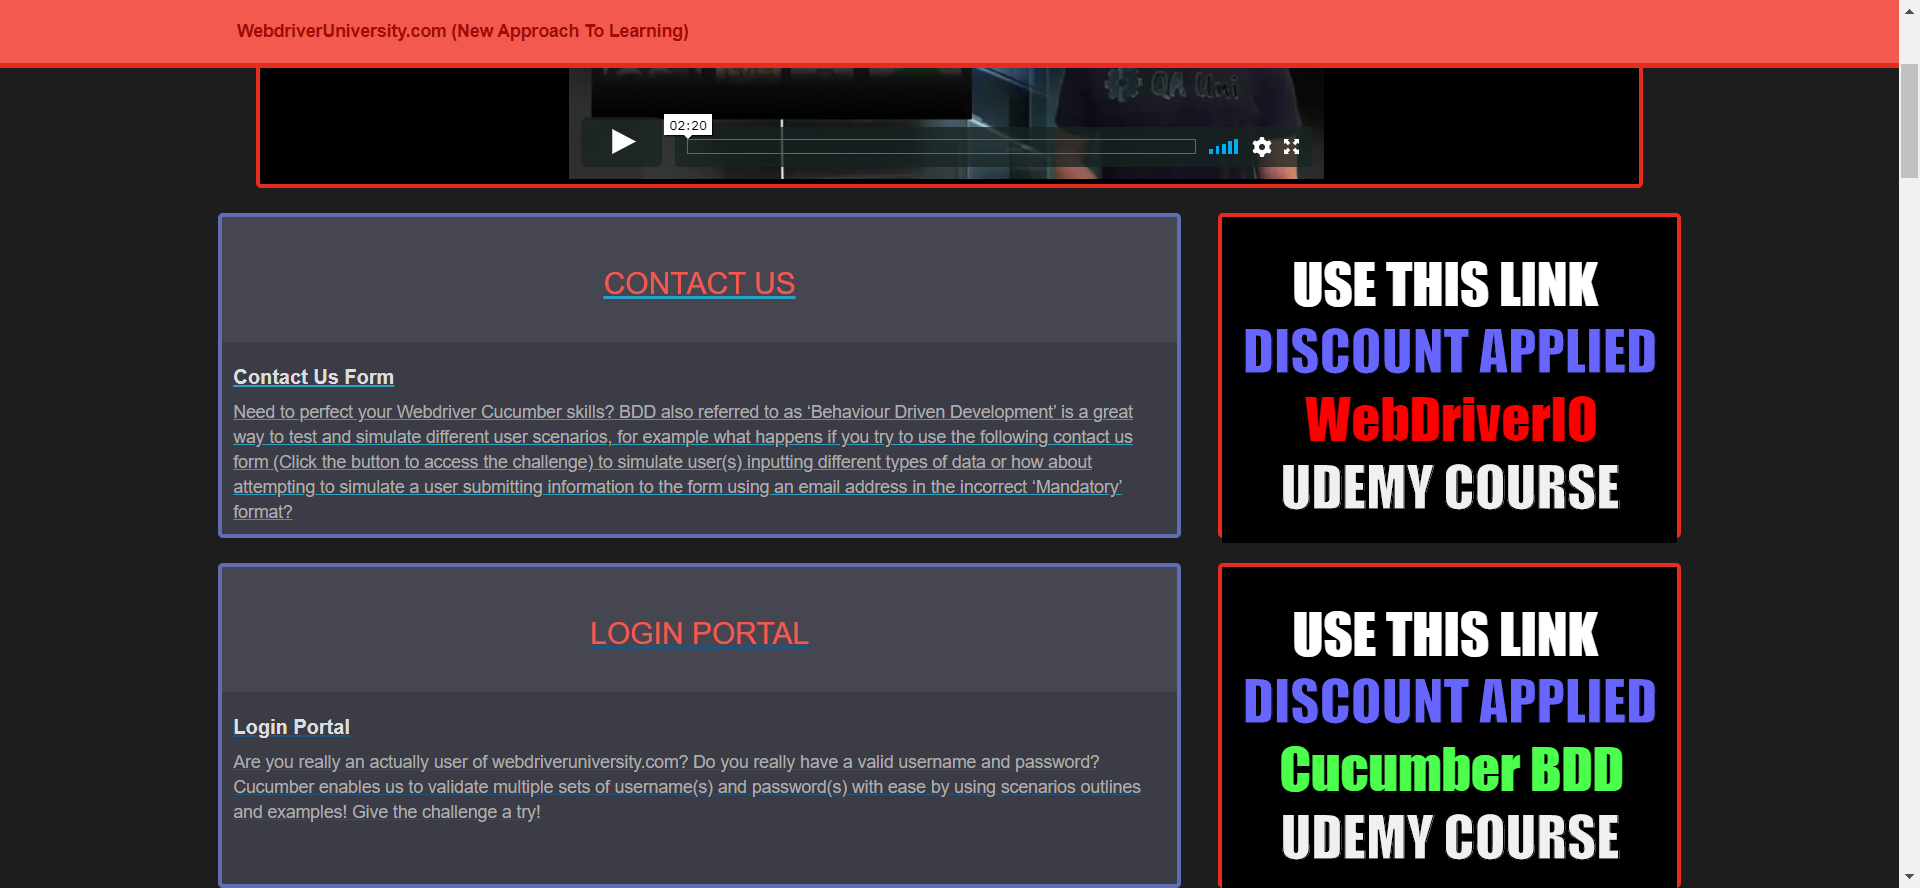 WebdriverUniversity.com (New Approach To Learning)
QA Uni
02:20
CONTACT US
Contact Us Form
Need to perfect your Webdriver Cucumber skills? BDD also referred to as ‘Behaviour Driven Development’ is a great
way to test and simulate different user scenarios, for example what happens if you try to use the following contact us
form (Click the button to access the challenge) to simulate user(s) inputting different types of data or how about
attempting to simulate a user submitting information to the form using an email address in the incorrect ‘Mandatory’
format?
USE THIS LINK
DISCOUNT APPLIED
WebDriverIO
UDEMY COURSE
LOGIN PORTAL
Login Portal
Are you really an actually user of webdriveruniversity.com? Do you really have a valid username and password?
Cucumber enables us to validate multiple sets of username(s) and password(s) with ease by using scenarios outlines
and examples! Give the challenge a try!
USE THIS LINK
DISCOUNT APPLIED
Cucumber BDD
UDEMY COURSE